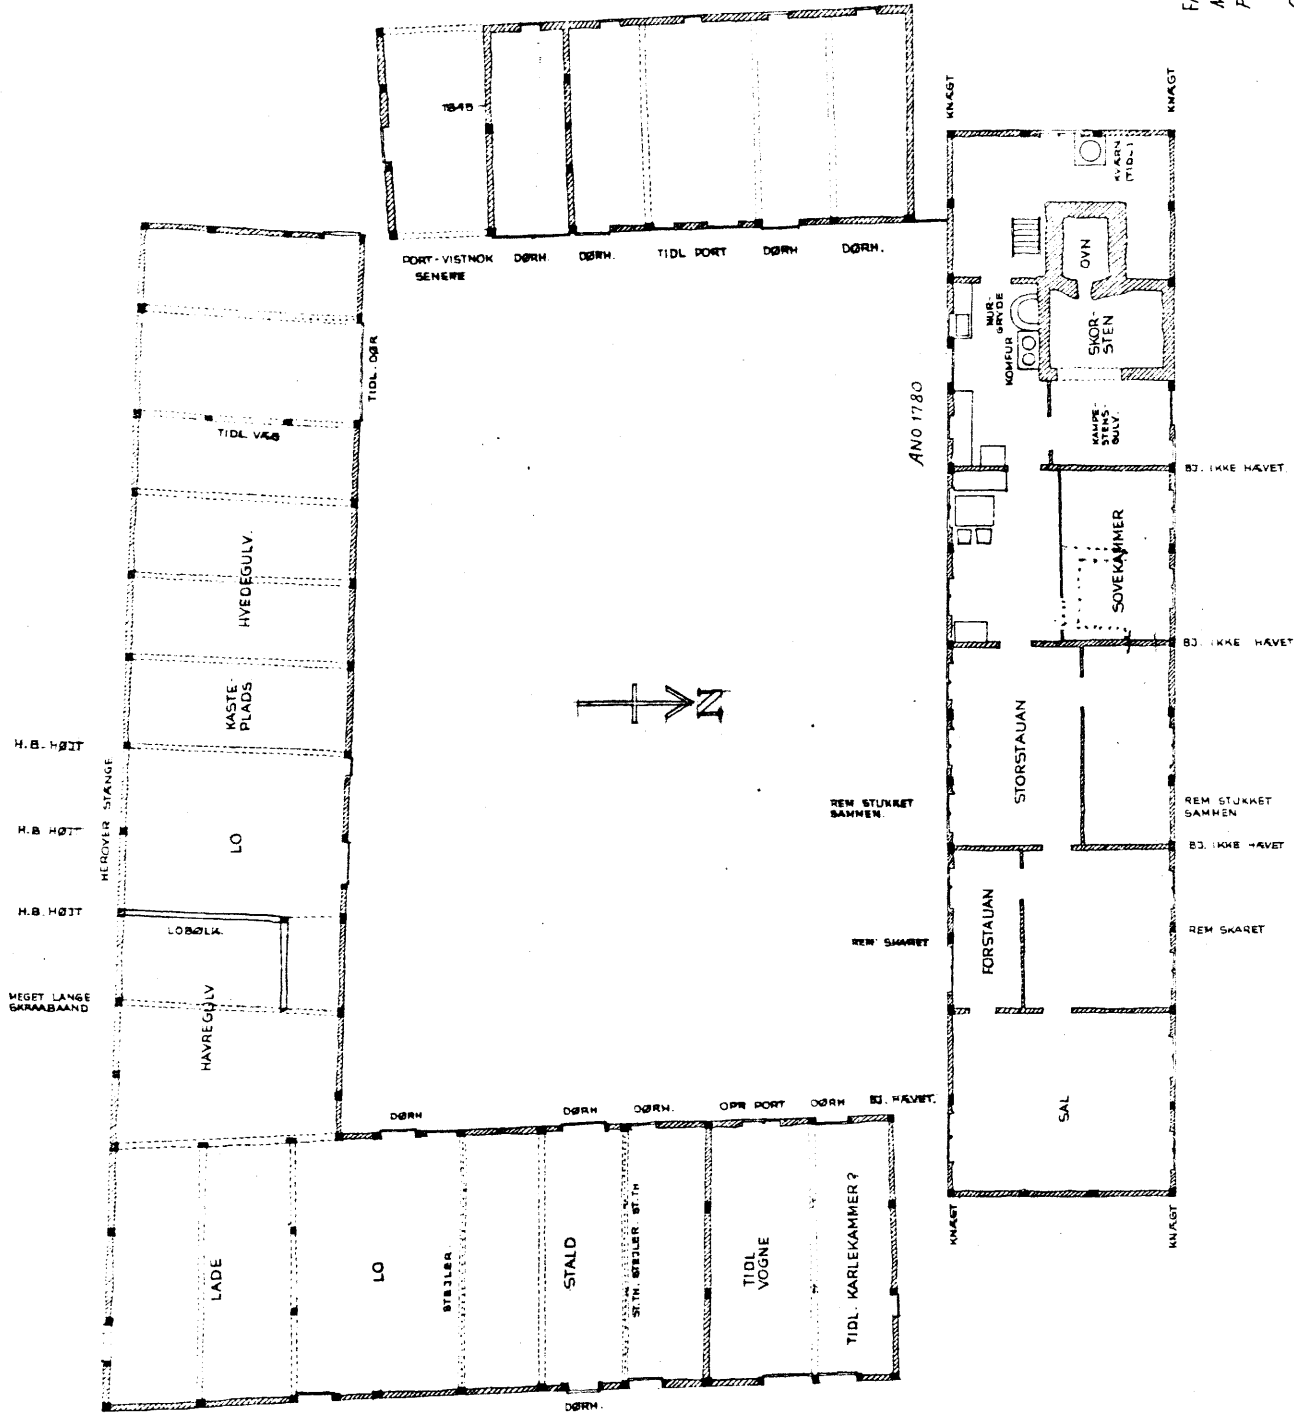 KNÆGT
KNÆGT
1845
KVÆRN
(TIDL)
OVN
PORT - VISTNOK
SENERE
DØRH.
DØRH.
TIDL PORT
DØRH
DØRH.
MUR-
GRYDE
KOMFUR
SKOR-
STEN
TIDL. DØR
ANO 1780
KAMPE-
STENS
GULV.
TIDL. VÆG
BJ. IKKE HÆVET.
HVEDEGULV.
SOVEKAMMER
BJ. IKKE HÆVET
KASTE-
PLADS
N
STORSTAUAN
H.B. HØJT
HEROVER STÆNGE
REM STUKKET
SAMMEN.
REM STUKKET
SAMMEN
H.B HØJT
LO
BJ. IKKE HÆVET
H.B. HØJT
LOBØLK.
FORSTAUAN
REM SKARET
REM SKARET
MEGET LANGE
SKRAABAAND
HAVREGULV
DØRH
DØRH
DØRH.
OPR PORT
DØRH
BJ. HÆVET.
SAL
LADE
LO
STEJLER
STALD
ST.TH. STEJLER ST.TH
TIDL
VOGNE
TIDL. KARLEKAMMER?
KNÆGT
KNÆGT
DØRH.